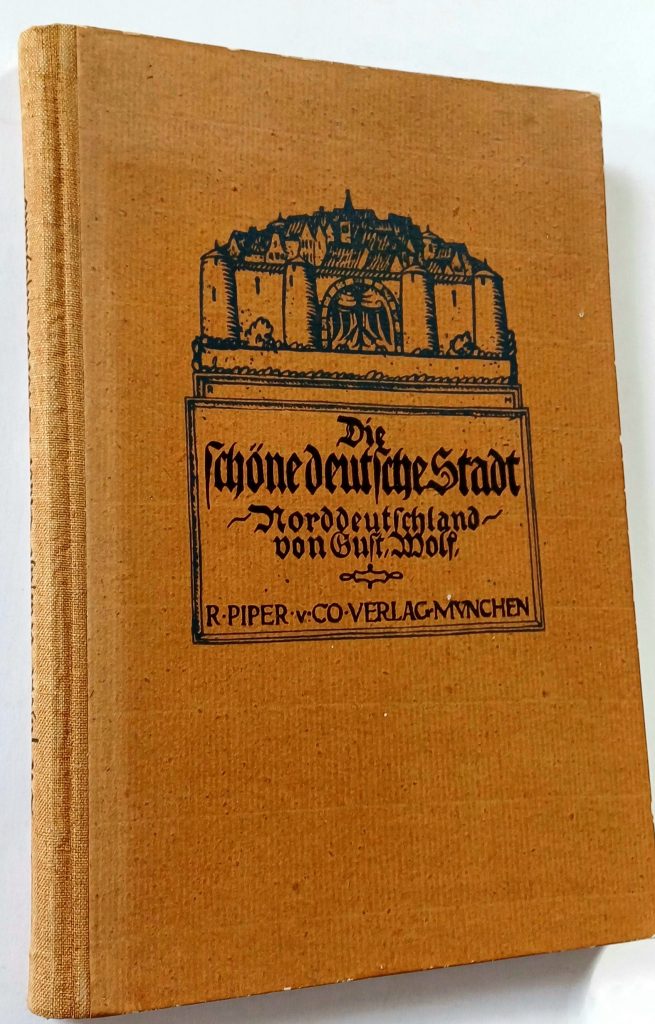 R H
Die
schöne deutsche Stadt
~Norddeutschland~
von Gust. Wolf.
R·PIPER·v·CO·VERLAG·MVNCHEN